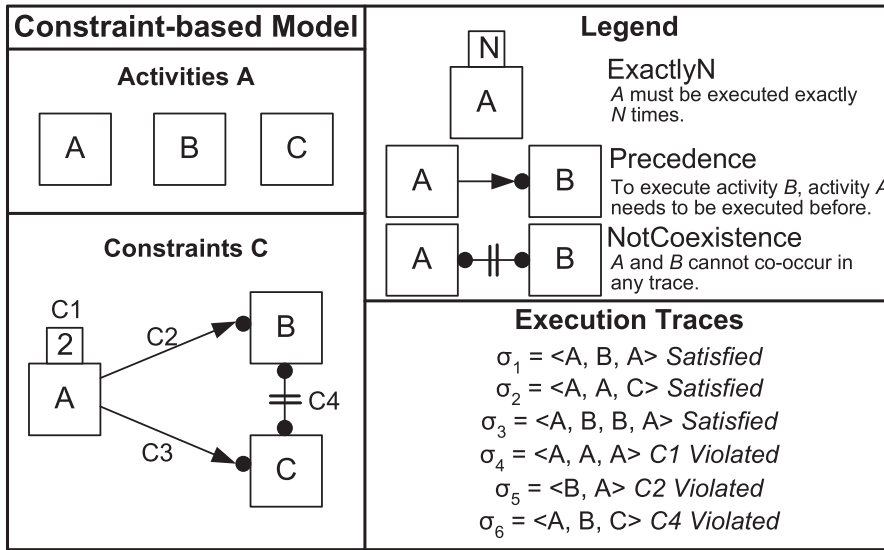 Constraint-based Model
Activities A
A B C
Constraints C
C1
2
A
C2
B
C4
C3
C
Legend
N
A
ExactlyN
A must be executed exactly
N times.
A B
Precedence
To execute activity B, activity A
needs to be executed before.
A B
NotCoexistence
A and B cannot co-occur in
any trace.
Execution Traces
σ1 = <A, B, A> Satisfied
σ2 = <A, A, C> Satisfied
σ3 = <A, B, B, A> Satisfied
σ4 = <A, A, A> C1 Violated
σ5 = <B, A> C2 Violated
σ6 = <A, B, C> C4 Violated